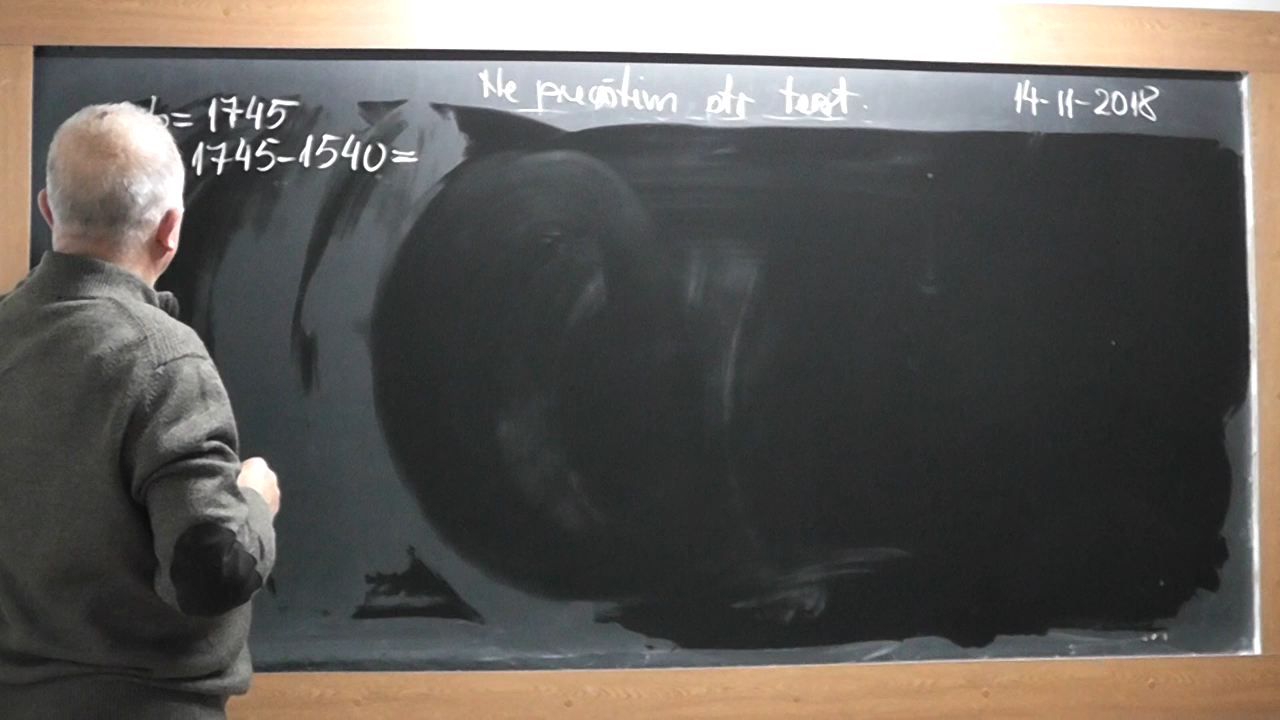 Ne pregătim ptr test.
14-11-2018
b= 1745
1745-1540=